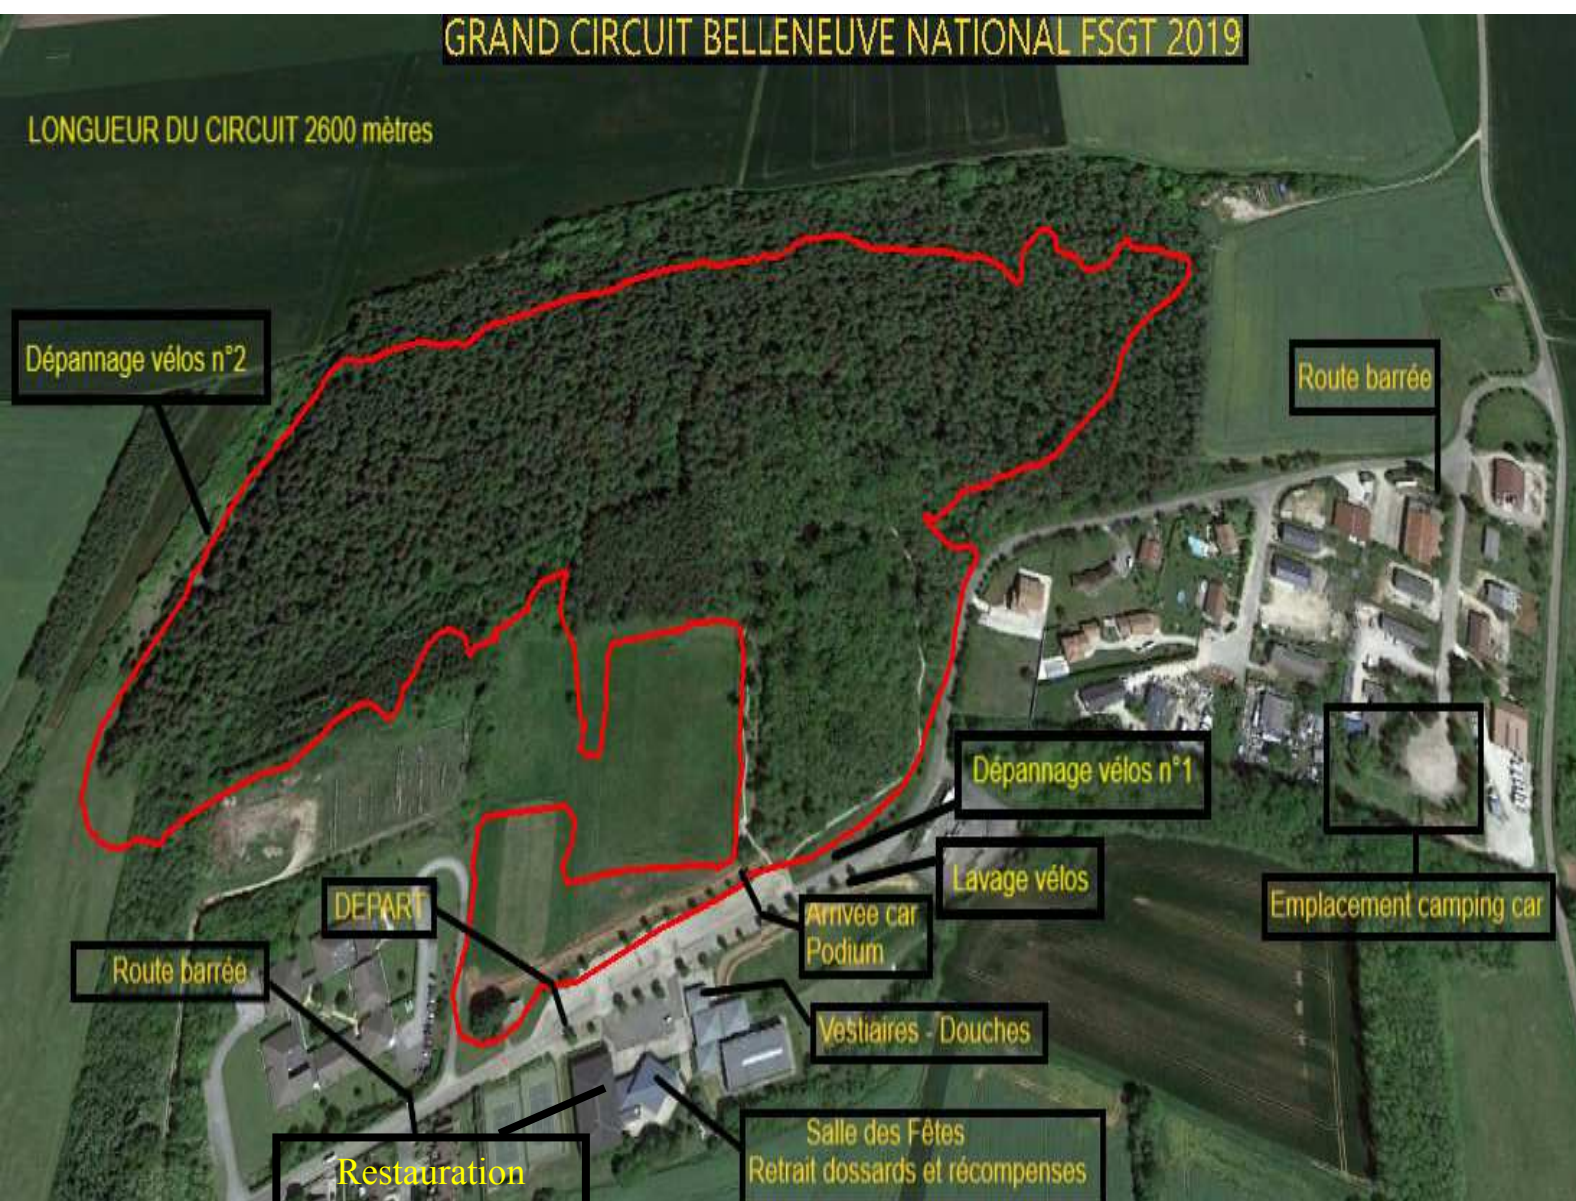 GRAND CIRCUIT BELLENEUVE NATIONAL FSGT 2019
LONGUEUR DU CIRCUIT 2600 mètres
Dépannage vélos n°2
Route barrée
Dépannage vélos n°1
Lavage vélos
DEPART
Arrivée car
Podium
Emplacement camping car
Route barrée
Vestiaires - Douches
Salle des Fêtes
Retrait dossards et récompenses
Restauration